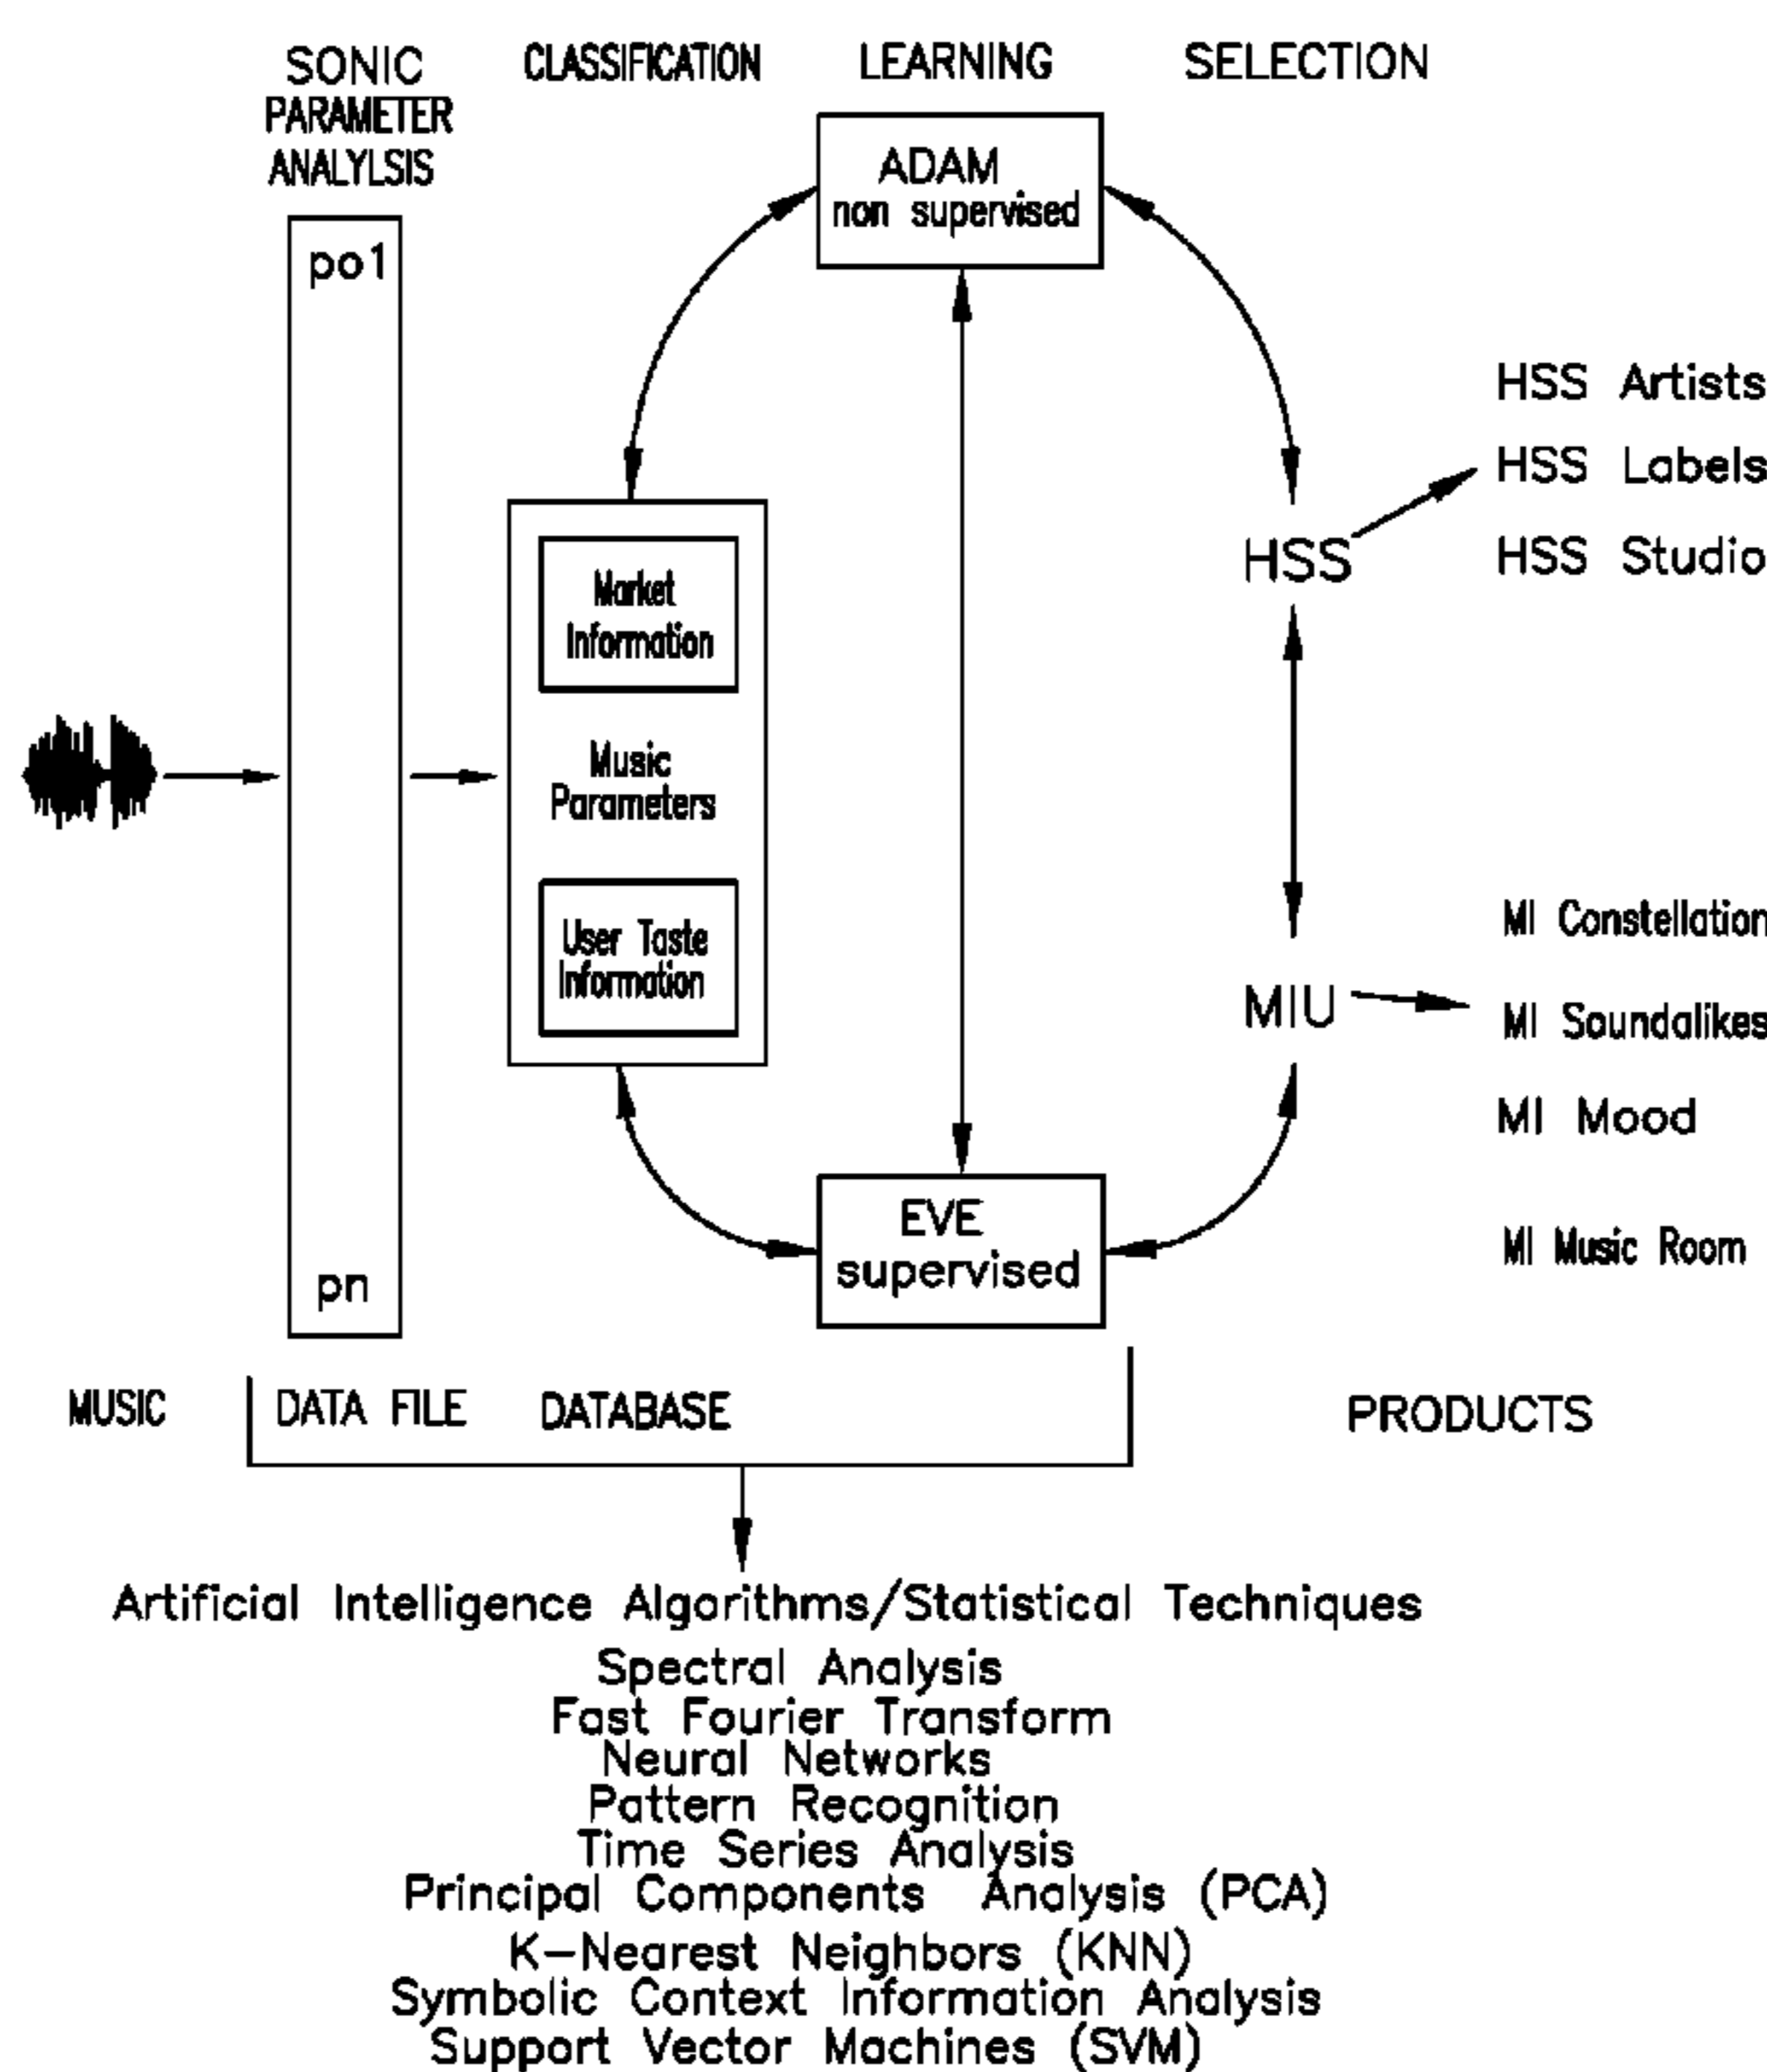 SONIC
PARAMETER
ANALYLSIS
CLASSIFICATION
LEARNING
SELECTION
po1
pn
ADAM
non supervised
Market
Information
Music
Parameters
User Taste
Information
EVE
supervised
HSS
HSS Artists
HSS Labels
HSS Studio
MIU
MI Constellation
MI Soundalikes
MI Mood
MI Music Room
MUSIC
DATA FILE
DATABASE
PRODUCTS
Artificial Intelligence Algorithms/Statistical Techniques
Spectral Analysis
Fast Fourier Transform
Neural Networks
Pattern Recognition
Time Series Analysis
Principal Components Analysis (PCA)
K-Nearest Neighbors (KNN)
Symbolic Context Information Analysis
Support Vector Machines (SVM)